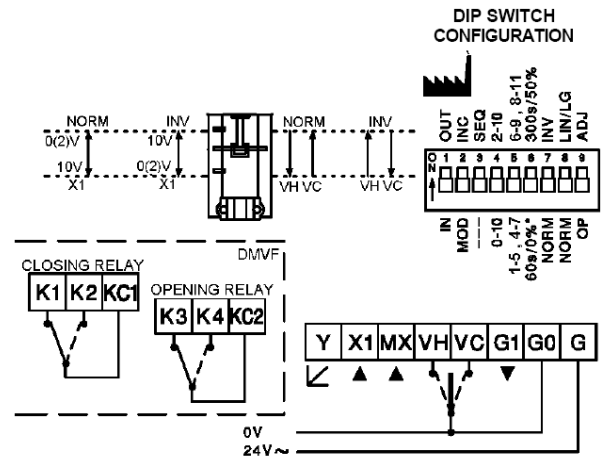 DIP SWITCH
CONFIGURATION
OUT
INC
SEQ
2-10
6-9, 8-11
300s/50%
INV
LIN/LG
ADJ
ON
1 2 3 4 5 6 7 8 9
IN
MOD
---
0-10
1-5, 4-7
60s/0%*
NORM
NORM
OP
NORM INV NORM INV
0(2)V 10V
10V 0(2)V
X1 X1 VH VC VH VC
DMVF
CLOSING RELAY
K1 K2 KC1
OPENING RELAY
K3 K4 KC2
Y X1 MX VH VC G1 G0 G
0V
24V~